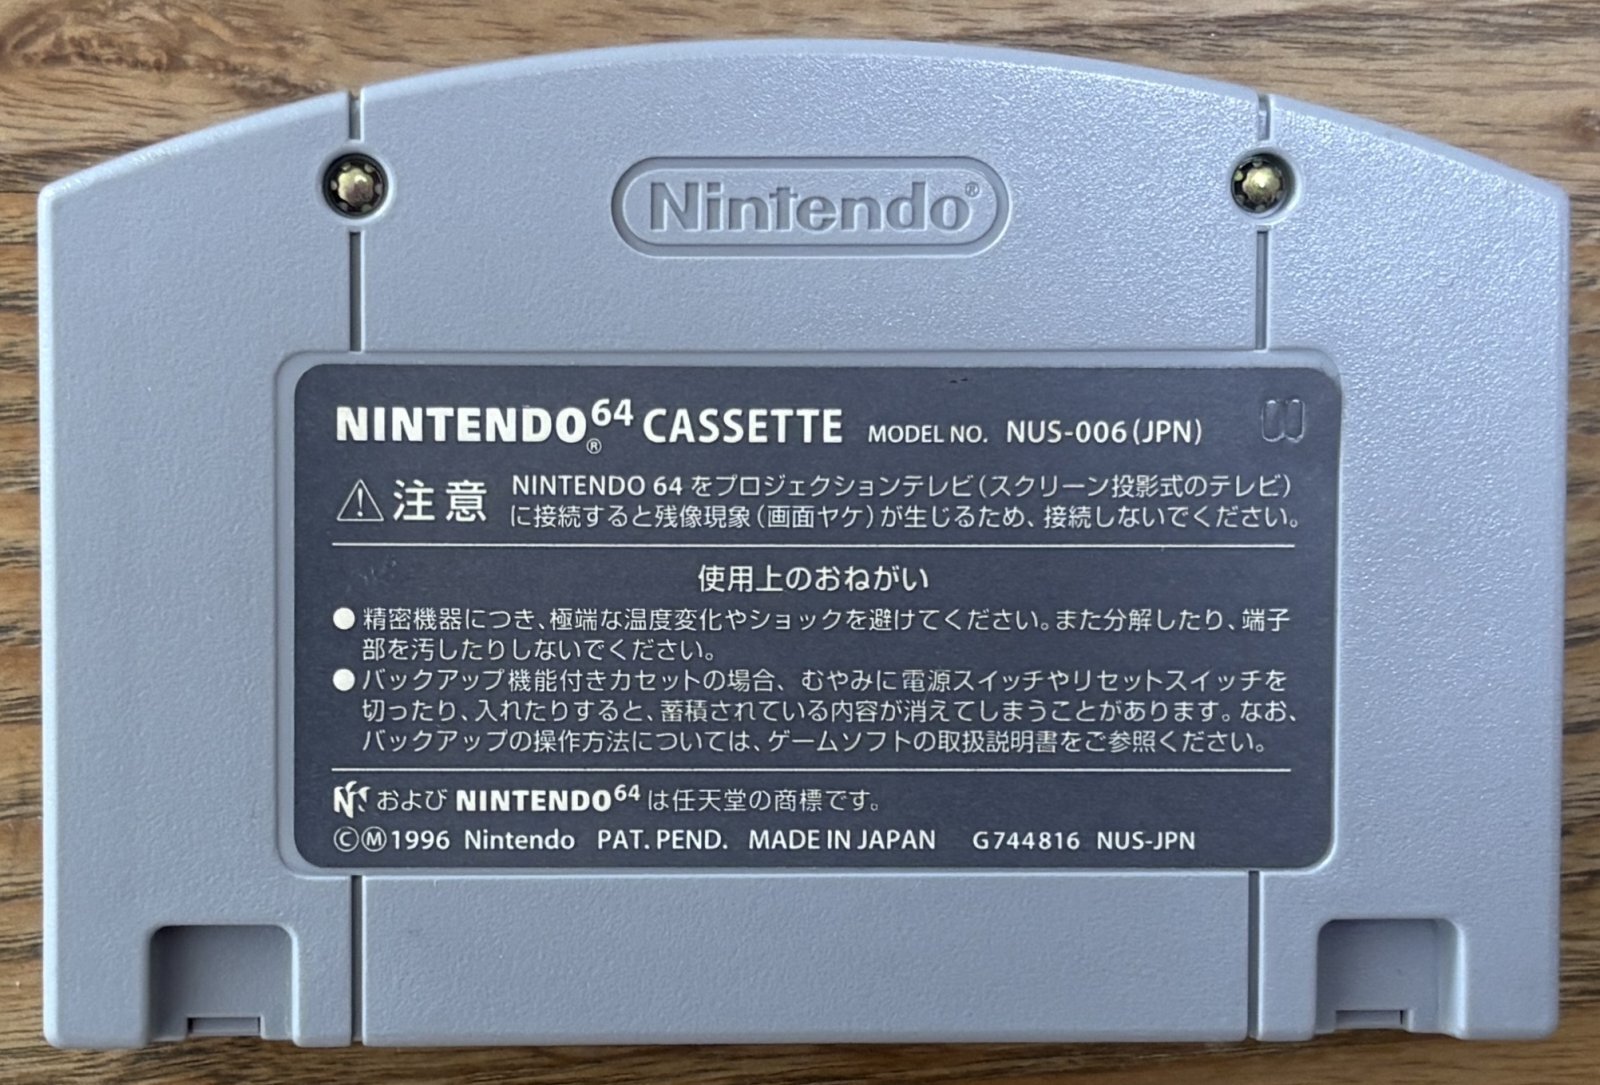 Nintendo®
NINTENDO®64 CASSETTE MODEL NO. NUS-006(JPN)
⚠注意 NINTENDO 64 をプロジェクションテレビ(スクリーン投影式のテレビ)
に接続すると残像現象(画面ヤケ)が生じるため、接続しないでください。
使用上のおねがい
●精密機器につき、極端な温度変化やショックを避けてください。また分解したり、端子
部を汚したりしないでください。
●バックアップ機能付きカセットの場合、むやみに電源スイッチやリセットスイッチを
切ったり、入れたりすると、蓄積されている内容が消えてしまうことがあります。なお、
バックアップの操作方法については、ゲームソフトの取扱説明書をご参照ください。
および NINTENDO64 は任天堂の商標です。
ⒸⓂ1996 Nintendo PAT. PEND. MADE IN JAPAN G744816 NUS-JPN